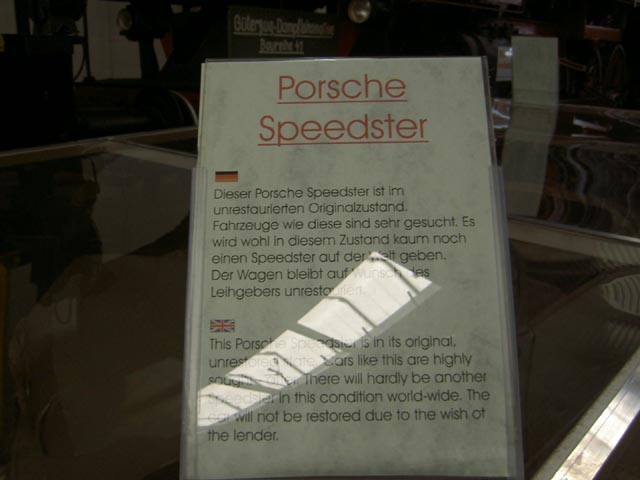 Güterzug-Dampflokomotive
Baureihe 41
Porsche
Speedster
Dieser Porsche Speedster ist im
unrestaurierten Originalzustand.
Fahrzeuge wie diese sind sehr gesucht. Es
wird wohl in diesem Zustand kaum noch
einen Speedster auf der Welt geben.
Der Wagen bleibt auf Wunsch des
Leihgebers unrestauriert.
This Porsche Speedster is in its original,
unrestored state. Cars like this are highly
sought after. There will hardly be another
Speedster in this condition world-wide. The
car will not be restored due to the wish of
the lender.